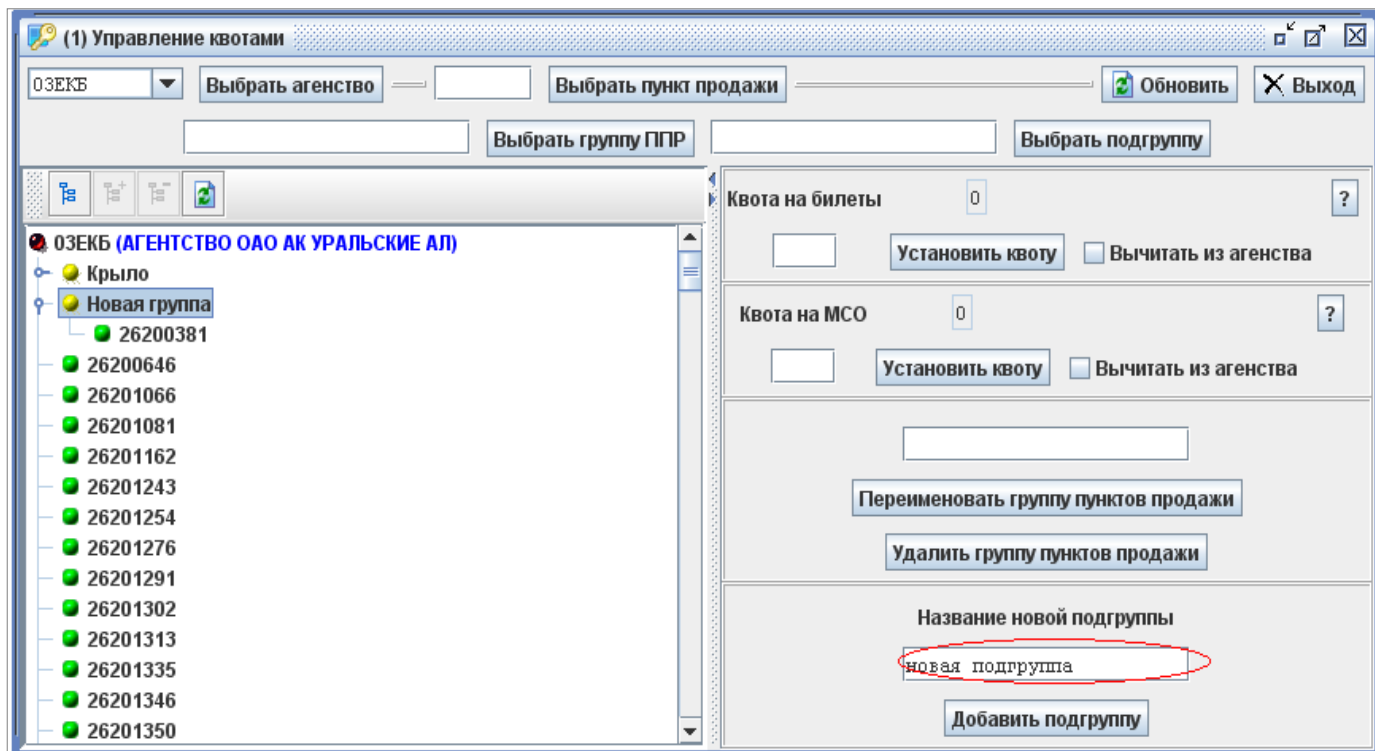 (1) Управление квотами
03ЕКБ Выбрать агенство Выбрать пункт продажи Обновить Выход
Выбрать группу ППР Выбрать подгруппу
03ЕКБ (АГЕНТСТВО ОАО АК УРАЛЬСКИЕ АЛ)
Крыло
Новая группа
26200381
26200646
26201066
26201081
26201162
26201243
26201254
26201276
26201291
26201302
26201313
26201335
26201346
26201350
Квота на билеты 0 ?
Установить квоту Вычитать из агенства
Квота на МСО 0 ?
Установить квоту Вычитать из агенства
Переименовать группу пунктов продажи
Удалить группу пунктов продажи
Название новой подгруппы
новая подгруппа
Добавить подгруппу